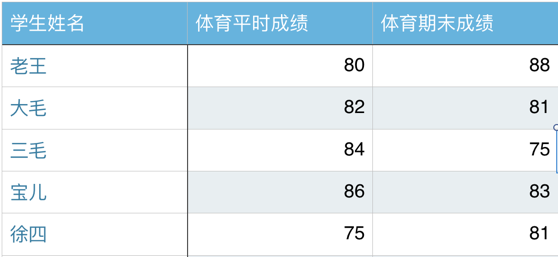 学生姓名 体育平时成绩 体育期末成绩
老王 80 88
大毛 82 81
三毛 84 75
宝儿 86 83
徐四 75 81